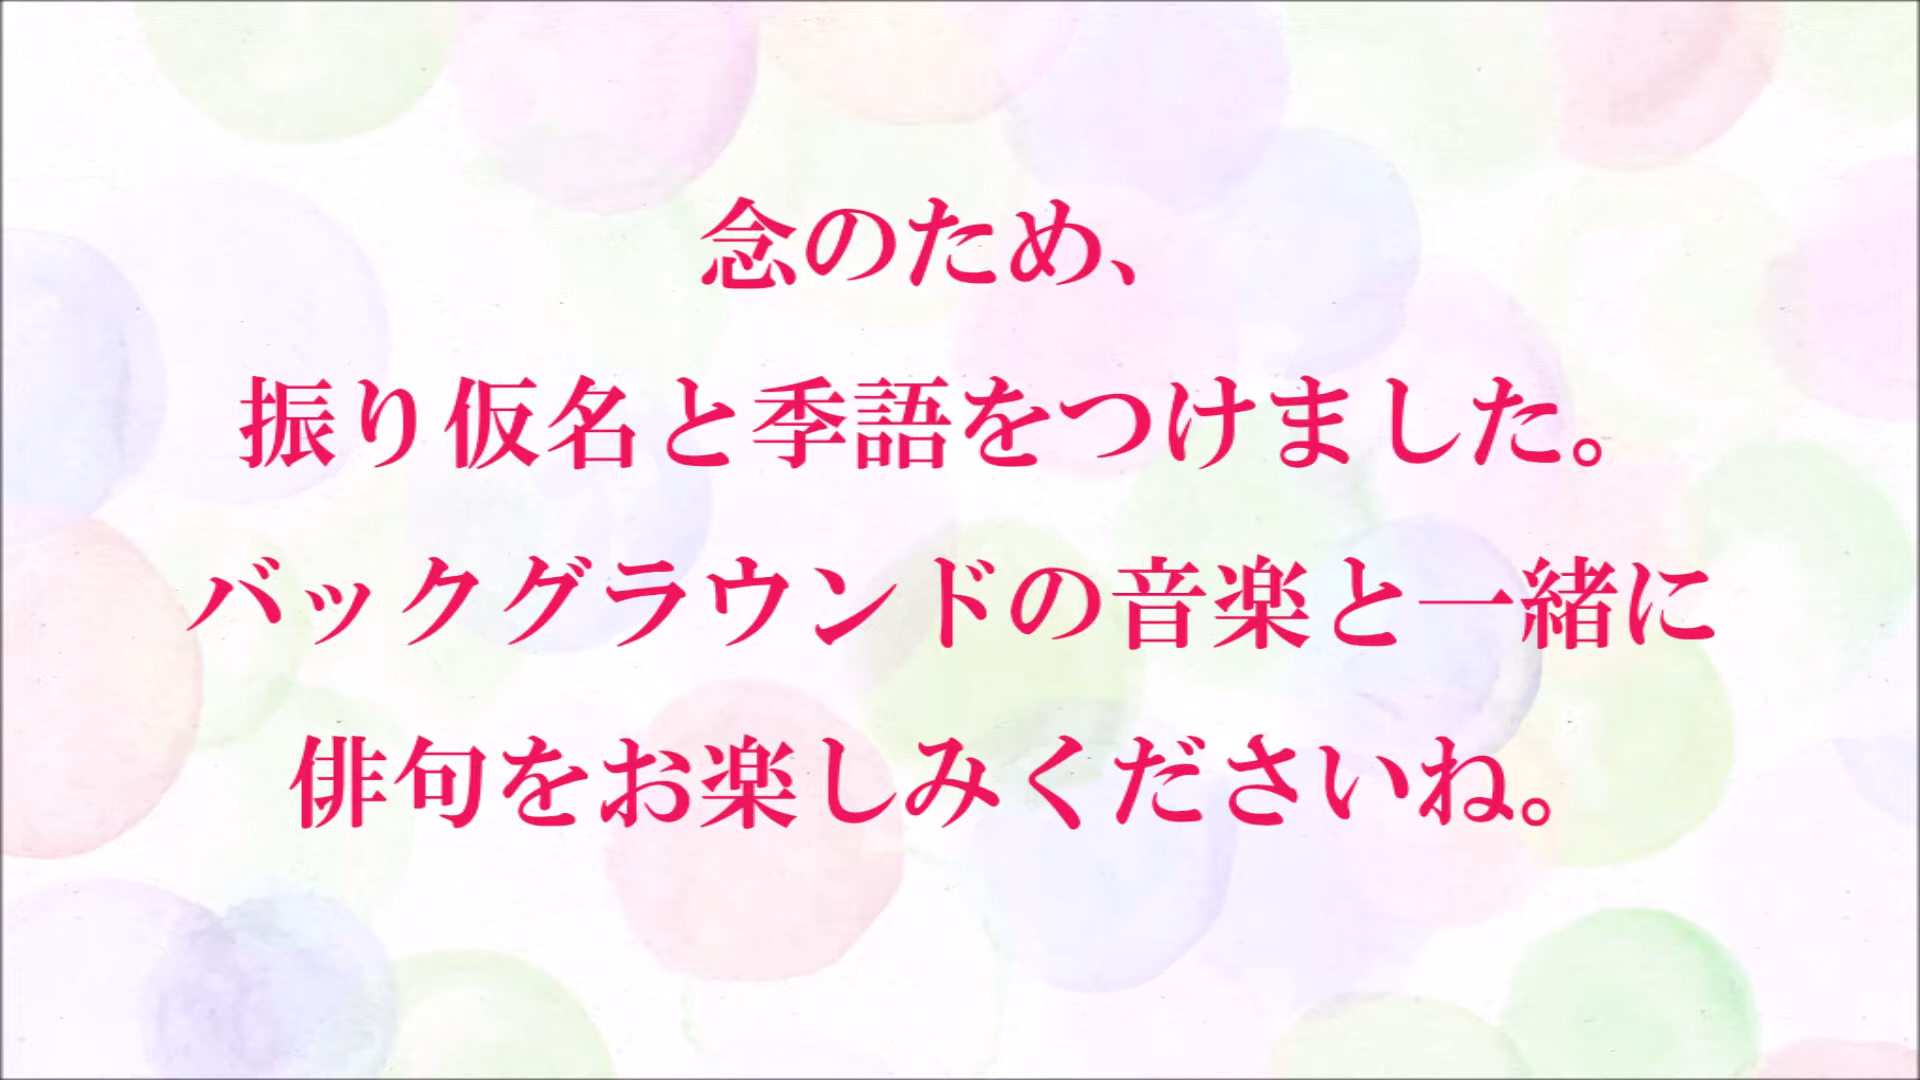 念のため、
振り仮名と季語をつけました。
バックグラウンドの音楽と一緒に
俳句をお楽しみくださいね。